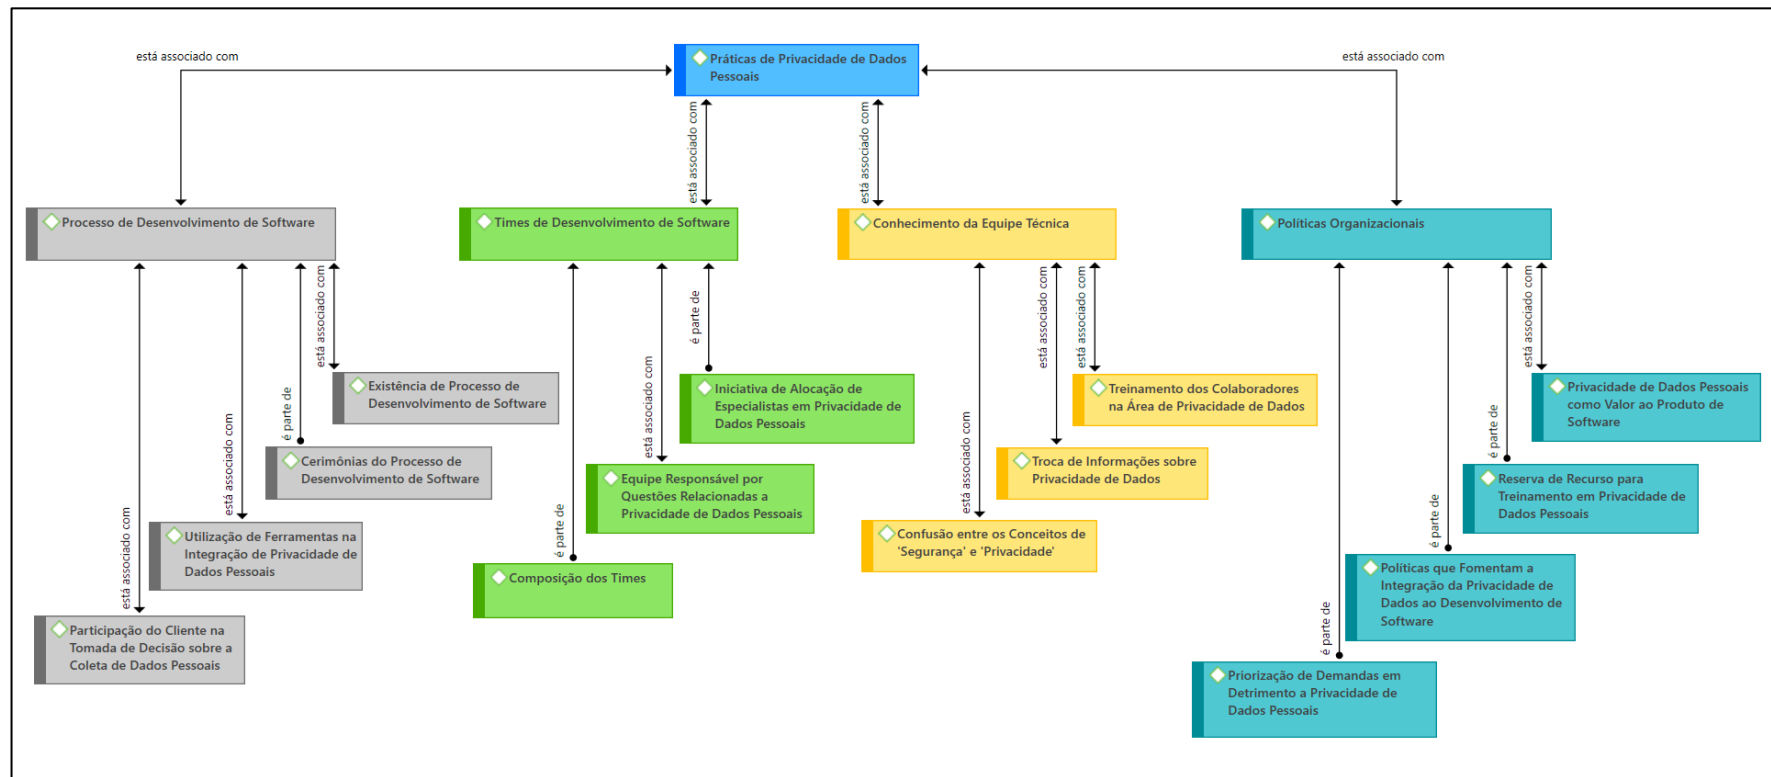 está associado com
Práticas de Privacidade de Dados
Pessoais
está associado com
está associado com
está associado com
Processo de Desenvolvimento de Software
Times de Desenvolvimento de Software
Conhecimento da Equipe Técnica
Políticas Organizacionais
está associado com
está associado com
é parte de
está associado com
é parte de
está associado com
é parte de
está associado com
está associado com
está associado com
é parte de
é parte de
é parte de
está associado com
Existência de Processo de
Desenvolvimento de Software
Cerimônias do Processo de
Desenvolvimento de Software
Utilização de Ferramentas na
Integração de Privacidade de
Dados Pessoais
Participação do Cliente na
Tomada de Decisão sobre a
Coleta de Dados Pessoais
Iniciativa de Alocação de
Especialistas em Privacidade de
Dados Pessoais
Equipe Responsável por
Questões Relacionadas a
Privacidade de Dados Pessoais
Composição dos Times
Treinamento dos Colaboradores
na Área de Privacidade de Dados
Troca de Informações sobre
Privacidade de Dados
Confusão entre os Conceitos de
'Segurança' e 'Privacidade'
Privacidade de Dados Pessoais
como Valor ao Produto de
Software
Reserva de Recurso para
Treinamento em Privacidade de
Dados Pessoais
Políticas que Fomentam a
Integração da Privacidade de
Dados ao Desenvolvimento de
Software
Priorização de Demandas em
Detrimento a Privacidade de
Dados Pessoais